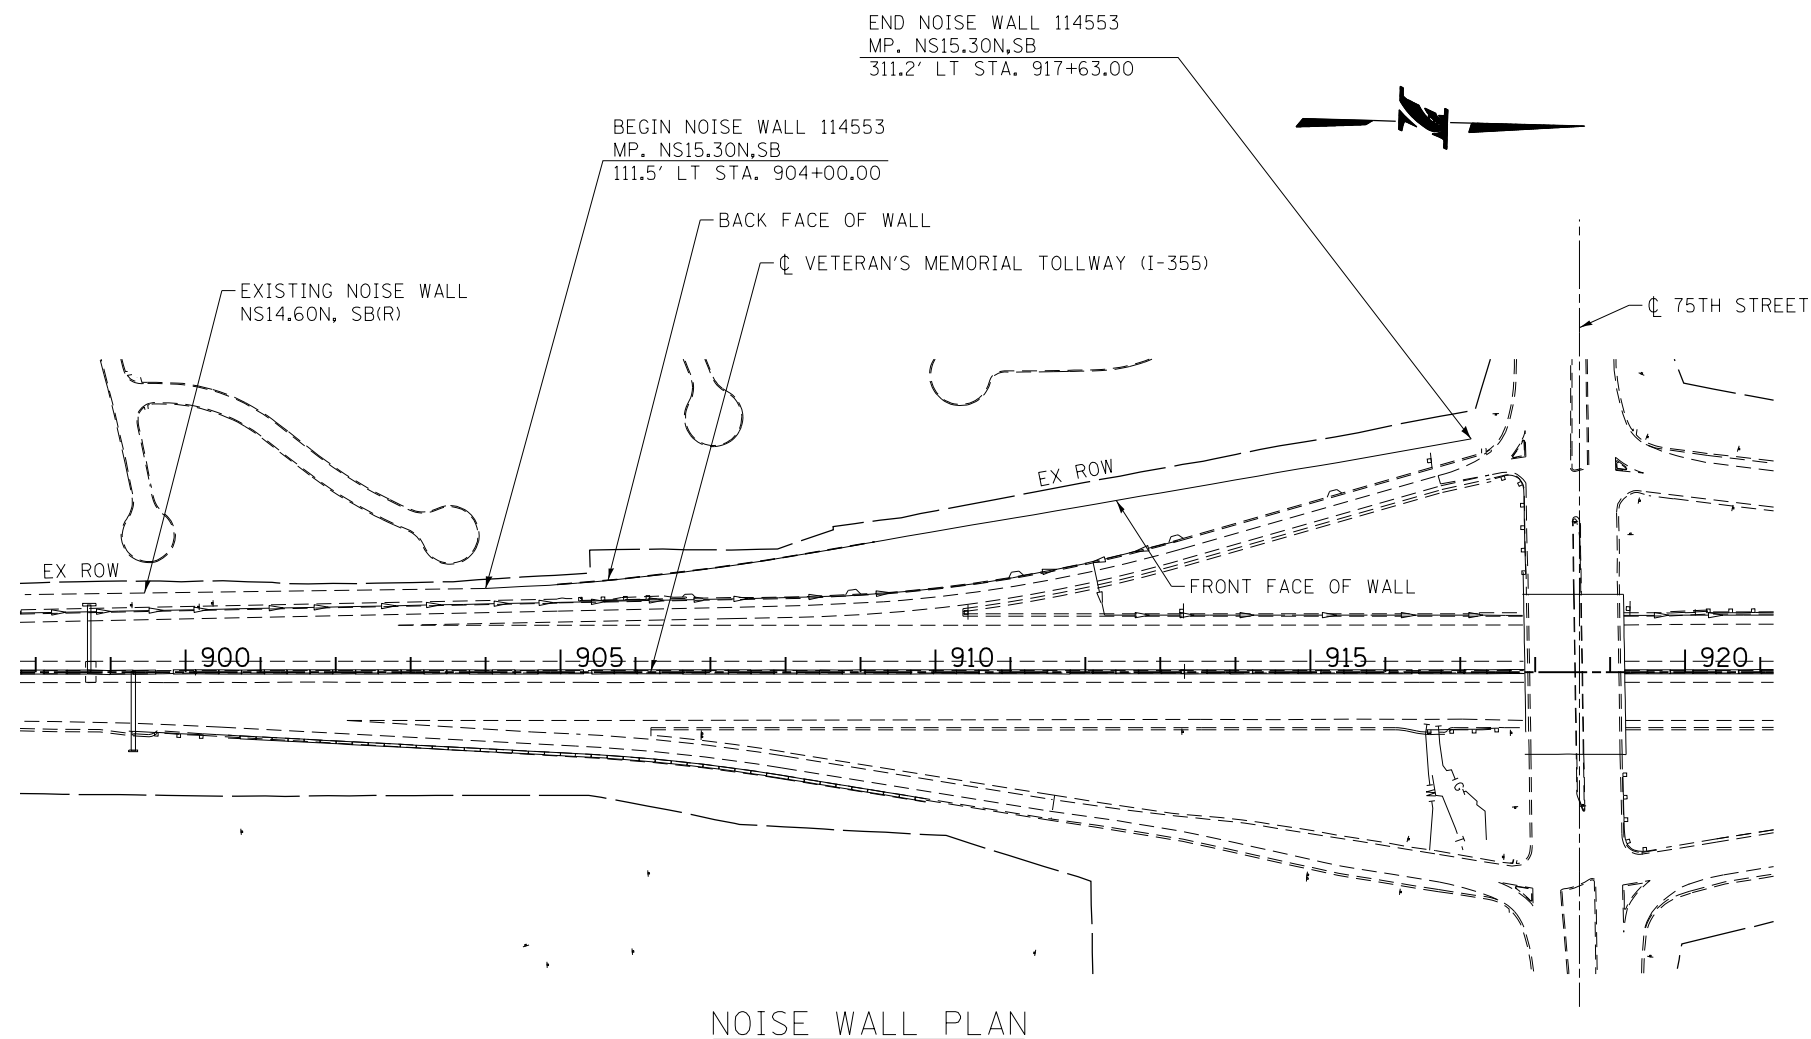 END NOISE WALL 114553
MP. NS15.30N,SB
311.2' LT STA. 917+63.00
BEGIN NOISE WALL 114553
MP. NS15.30N,SB
111.5' LT STA. 904+00.00
BACK FACE OF WALL
℄ VETERAN'S MEMORIAL TOLLWAY (I-355)
EXISTING NOISE WALL
NS14.60N, SB(R)
℄ 75TH STREET
EX ROW
EX ROW
FRONT FACE OF WALL
900 905 910 915 920
W
G
T
NOISE WALL PLAN